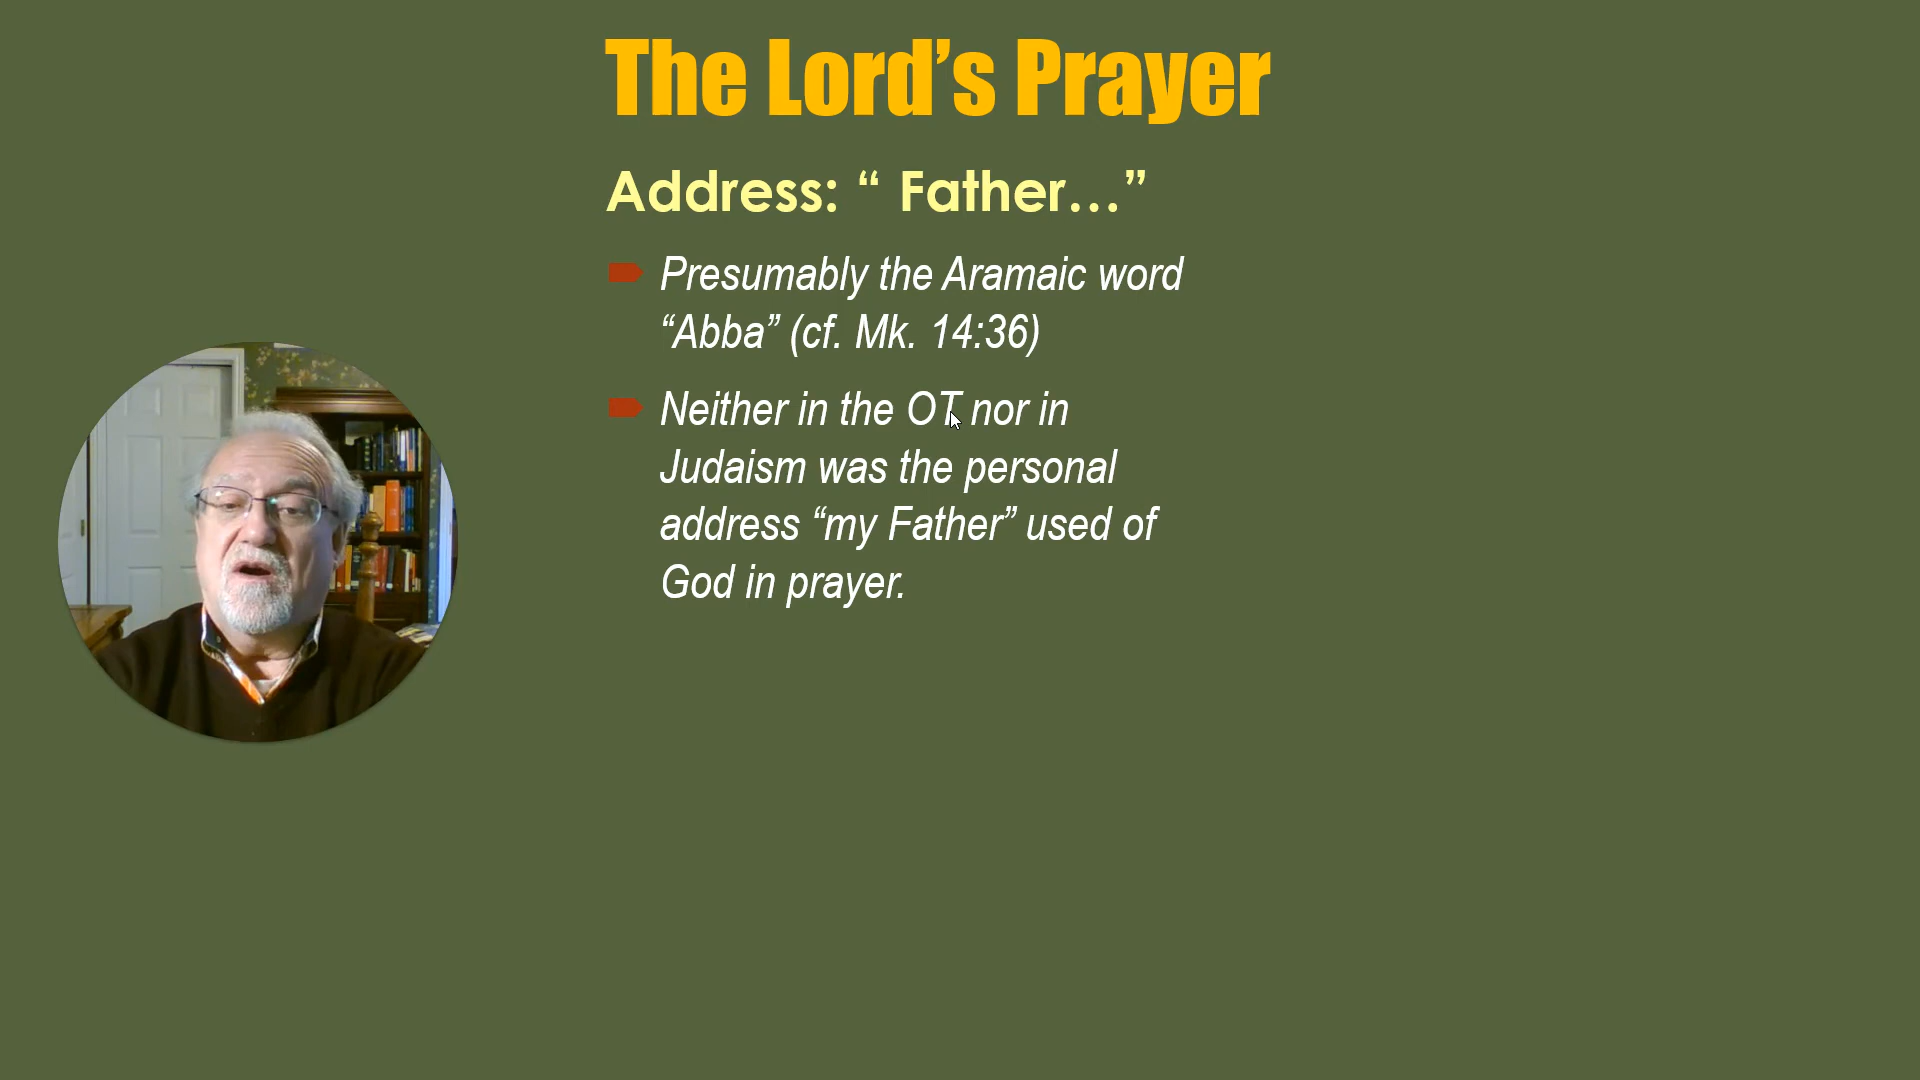 The Lord’s Prayer
Address: “ Father…”
Presumably the Aramaic word
“Abba” (cf. Mk. 14:36)
Neither in the OT nor in
Judaism was the personal
address “my Father” used of
God in prayer.